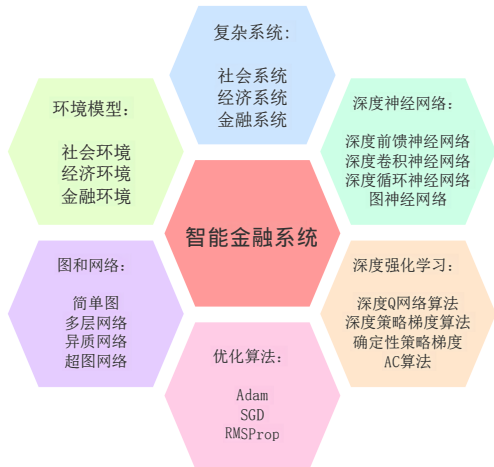 复杂系统:
社会系统
经济系统
金融系统
环境模型:
社会环境
经济环境
金融环境
深度神经网络:
深度前馈神经网络
深度卷积神经网络
深度循环神经网络
图神经网络
智能金融系统
图和网络:
简单图
多层网络
异质网络
超图网络
深度强化学习:
深度Q网络算法
深度策略梯度算法
确定性策略梯度
AC算法
优化算法:
Adam
SGD
RMSProp